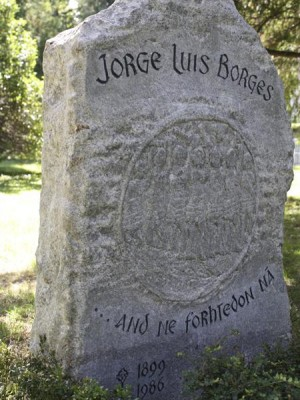 JORGE LUIS BORGES
...AND NE FORHTEDON NA
1899
1986